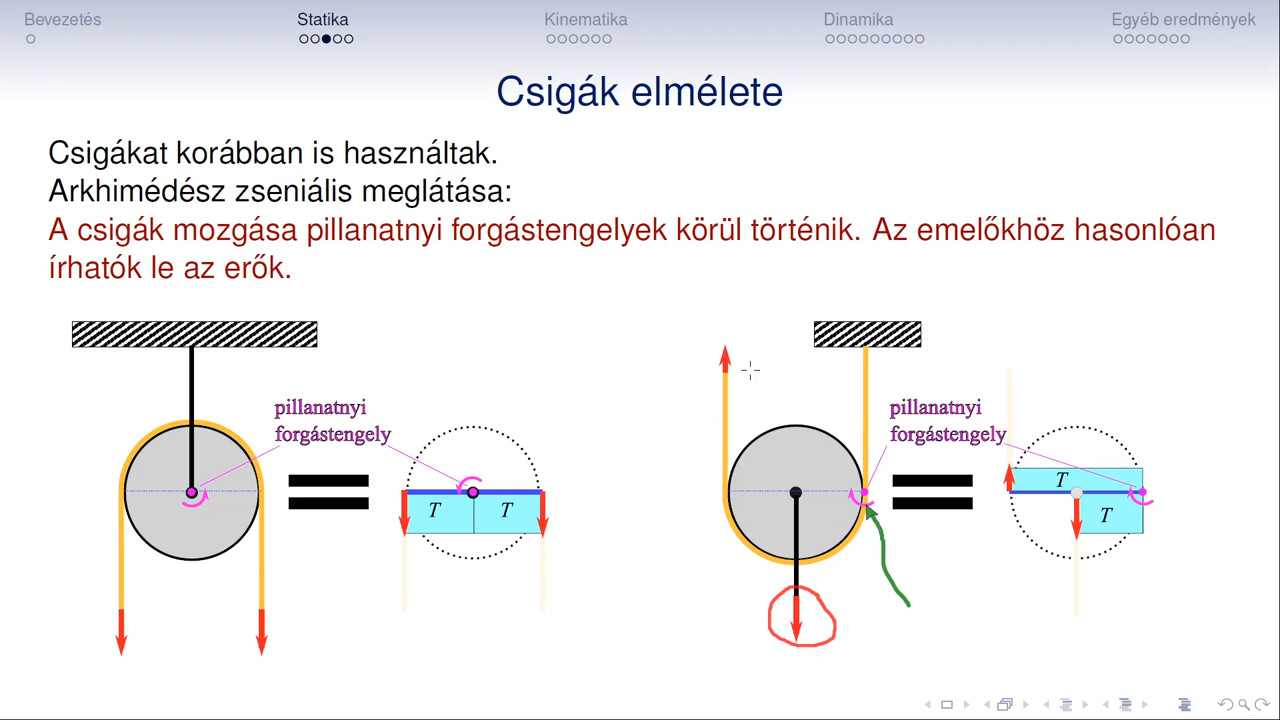 Bevezetés
Statika
Kinematika
Dinamika
Egyéb eredmények
Csigák elmélete
Csigákat korábban is használtak.
Arkhimédész zseniális meglátása:
A csigák mozgása pillanatnyi forgástengelyek körül történik. Az emelőkhöz hasonlóan
írhatók le az erők.
pillanatnyi
forgástengely
T
T
pillanatnyi
forgástengely
T
T